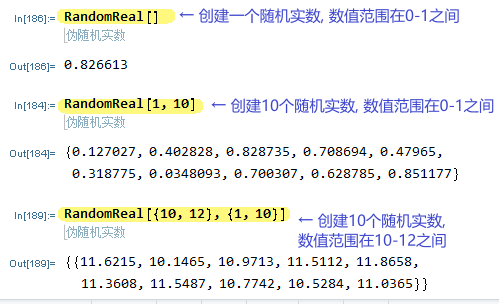 In[186]:= RandomReal[] ← 创建一个随机实数, 数值范围在0-1之间
伪随机实数
Out[186]= 0.826613
In[184]:= RandomReal[1, 10] ← 创建10个随机实数, 数值范围在0-1之间
伪随机实数
Out[184]= {0.127027, 0.402828, 0.828735, 0.708694, 0.47965,
0.318775, 0.0348093, 0.700307, 0.628785, 0.851177}
In[189]:= RandomReal[{10, 12}, {1, 10}] ← 创建10个随机实数,
伪随机实数 数值范围在10-12之间
Out[189]= {{11.6215, 10.1465, 10.9713, 11.5112, 11.8658,
11.3608, 11.5487, 10.7742, 10.5284, 11.0365}}